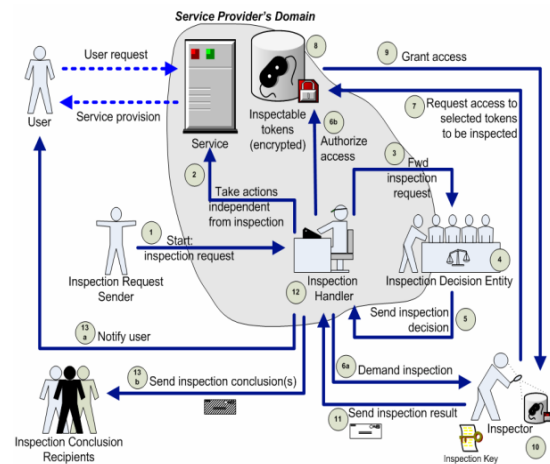 Service Provider's Domain
User request
Service provision
User
Service
8
Inspectable
tokens
(encrypted)
9
Grant access
7
Request access to
selected tokens
to be inspected
6b
Authorize
access
3
Fwd
inspection
request
2
Take actions
independent
from inspection
1
Start:
inspection request
Inspection Request
Sender
12
Inspection
Handler
4
Inspection Decision Entity
5
Send inspection
decision
13
a
Notify user
6a
Demand inspection
13
b
Send inspection conclusion(s)
11
Send inspection result
Inspector
10
Inspection Key
Inspection Conclusion
Recipients